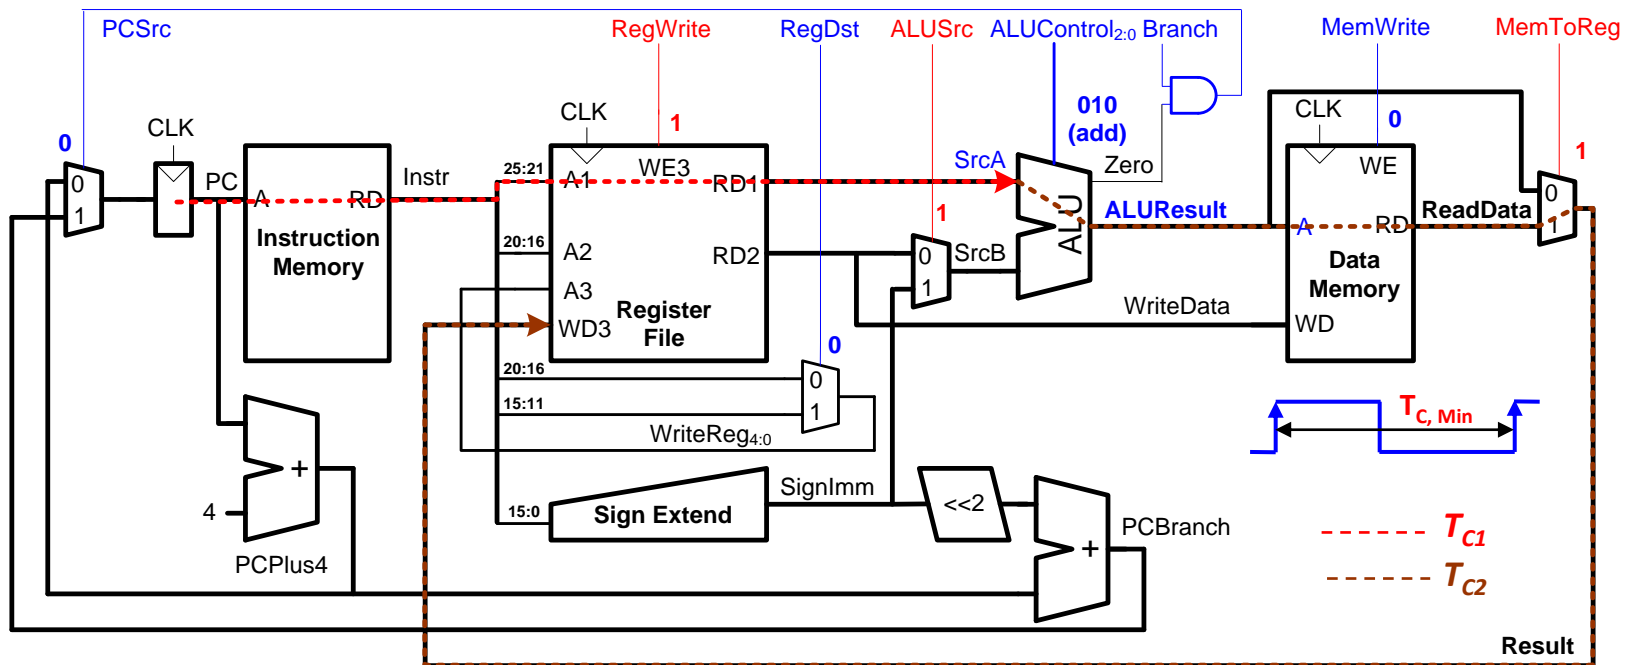 PCSrc
RegWrite
RegDst
ALUSrc
ALUControl2:0
Branch
MemWrite
MemToReg
0
CLK
PC
Instr
CLK
1
010
(add)
Zero
CLK
0
1
0
1
A
RD
Instruction
Memory
25:21
A1
WE3
RD1
SrcA
20:16
A2
RD2
A3
WD3
Register
File
1
0
1
SrcB
ALU
ALUResult
WE
A
RD
ReadData
Data
Memory
WriteData
WD
0
1
20:16
15:11
0
0
1
WriteReg4:0
TC, Min
+
4
PCPlus4
15:0
Sign Extend
SignImm
<<2
+
PCBranch
TC1
TC2
Result